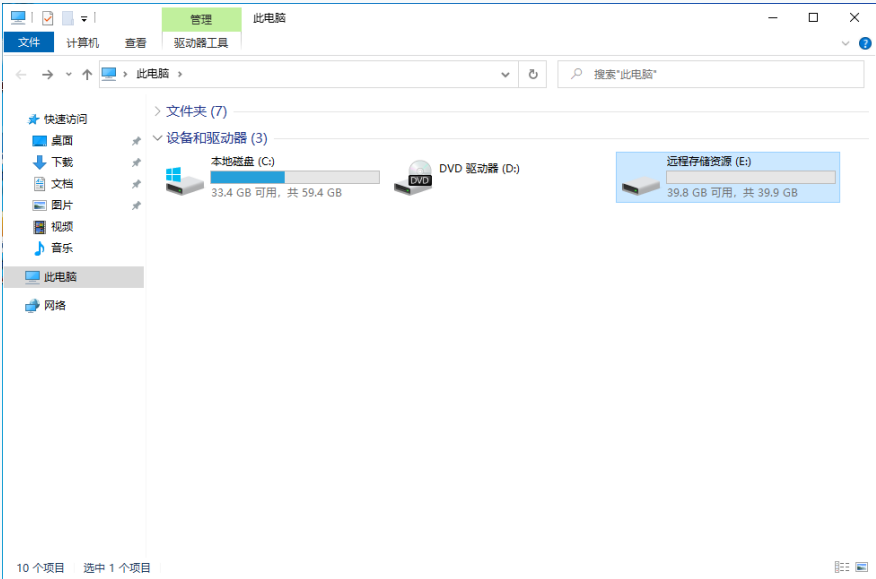 管理
此电脑
文件
计算机
查看
驱动器工具
此电脑
搜索"此电脑"
快速访问
桌面
下载
文档
图片
视频
音乐
此电脑
网络
文件夹 (7)
设备和驱动器 (3)
本地磁盘 (C:)
33.4 GB 可用，共 59.4 GB
DVD
DVD 驱动器 (D:)
远程存储资源 (E:)
39.8 GB 可用，共 39.9 GB
10 个项目
选中 1 个项目